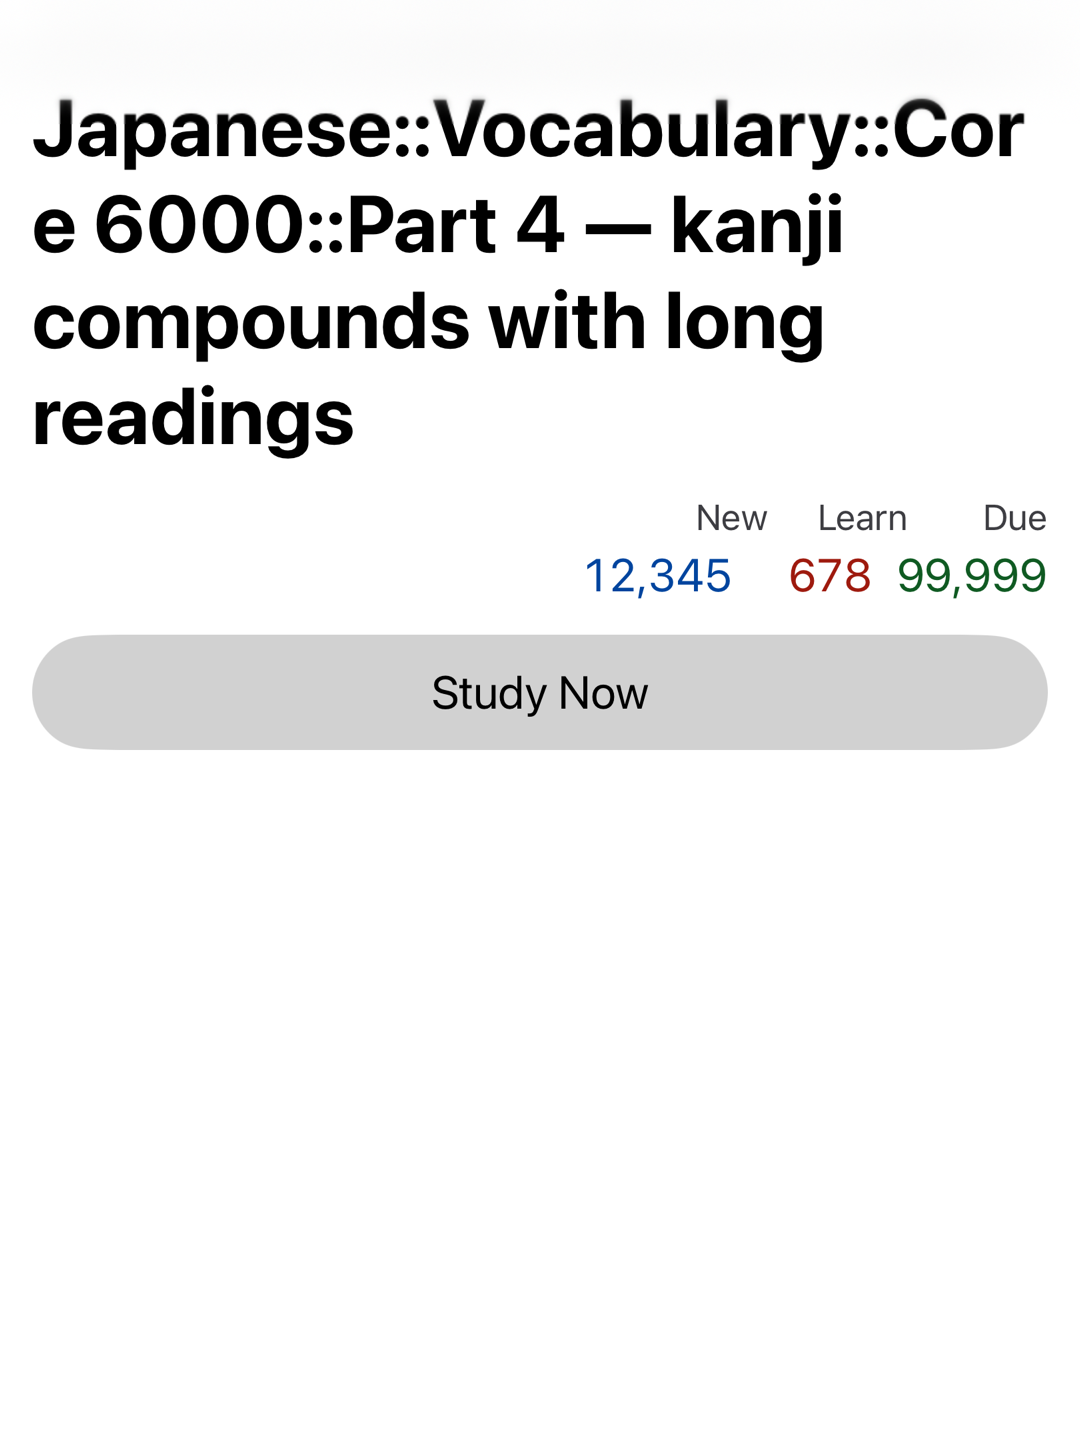 Japanese::Vocabulary::Cor
e 6000::Part 4 — kanji
compounds with long
readings
New Learn Due
12,345 678 99,999
Study Now